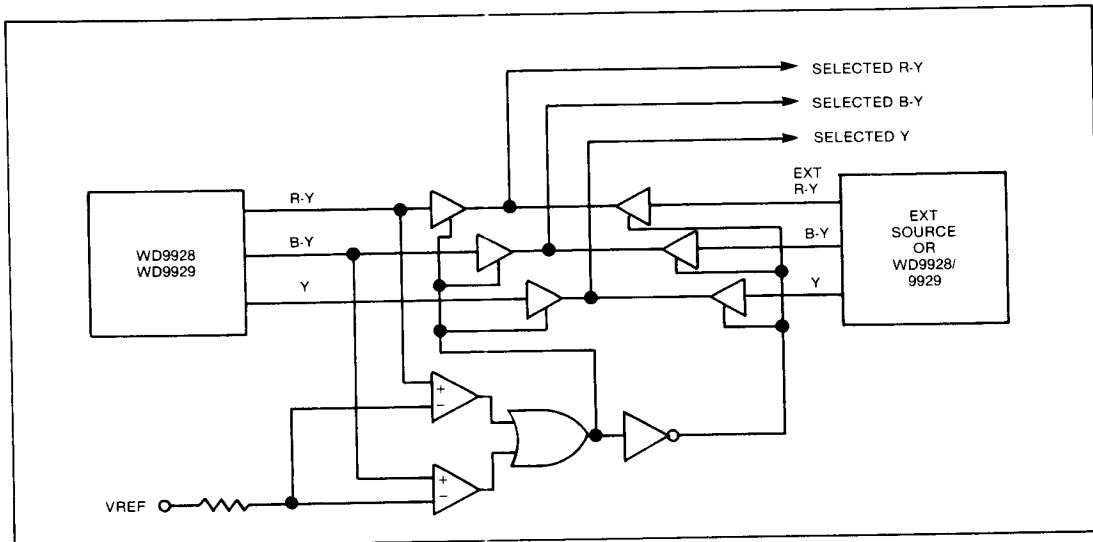 SELECTED R-Y
SELECTED B-Y
SELECTED Y
WD9928
WD9929
R-Y
B-Y
Y
EXT
R-Y
B-Y
Y
EXT
SOURCE
OR
WD9928/
9929
+
−
+
−
VREF